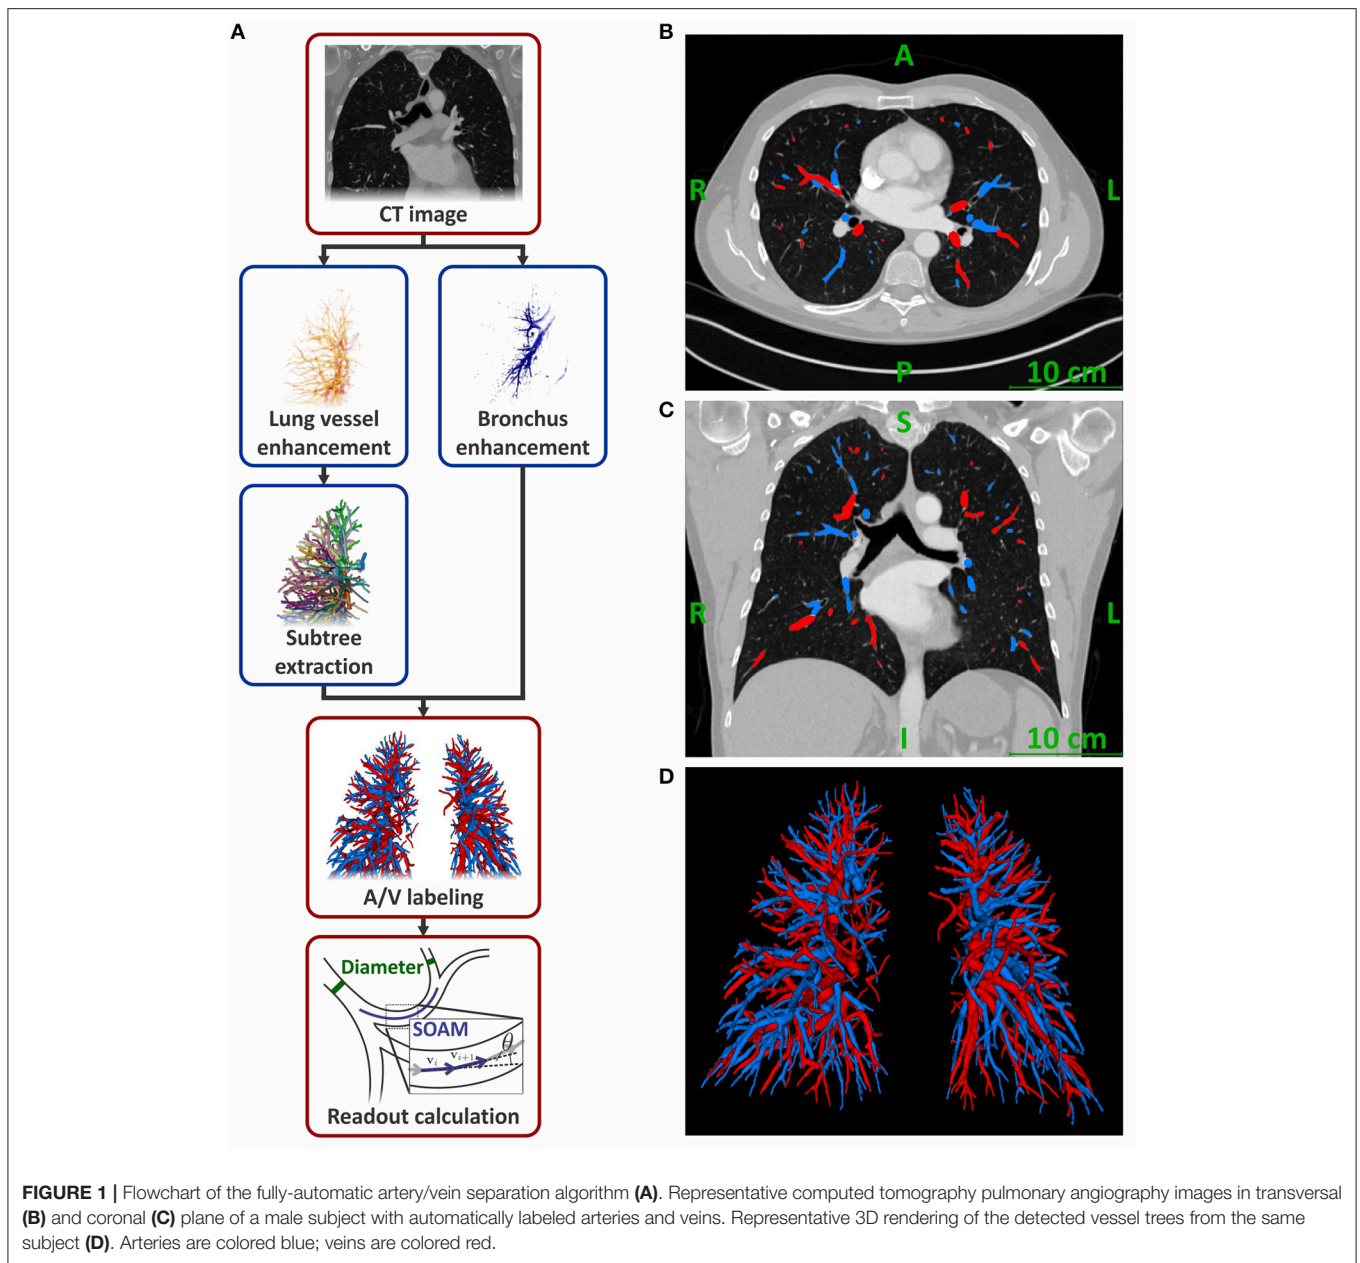 A
CT image
Lung vessel
enhancement
Bronchus
enhancement
Subtree
extraction
A/V labeling
Diameter
SOAM
θ
vᵢ
vᵢ₊₁
Readout calculation
B
A
R
L
P
10 cm
C
S
R
L
I
10 cm
D
FIGURE 1 | Flowchart of the fully-automatic artery/vein separation algorithm (A). Representative computed tomography pulmonary angiography images in transversal
(B) and coronal (C) plane of a male subject with automatically labeled arteries and veins. Representative 3D rendering of the detected vessel trees from the same
subject (D). Arteries are colored blue; veins are colored red.